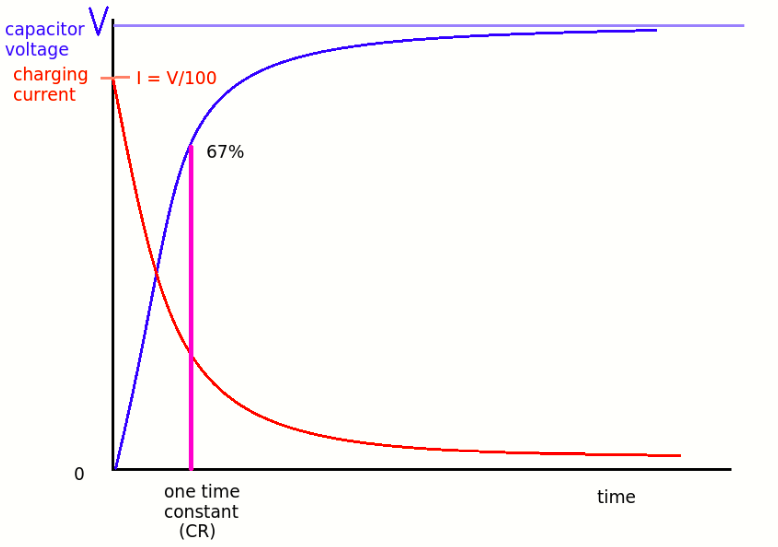 V
capacitor
voltage
charging
current
I = V/100
67%
0
one time
constant
(CR)
time